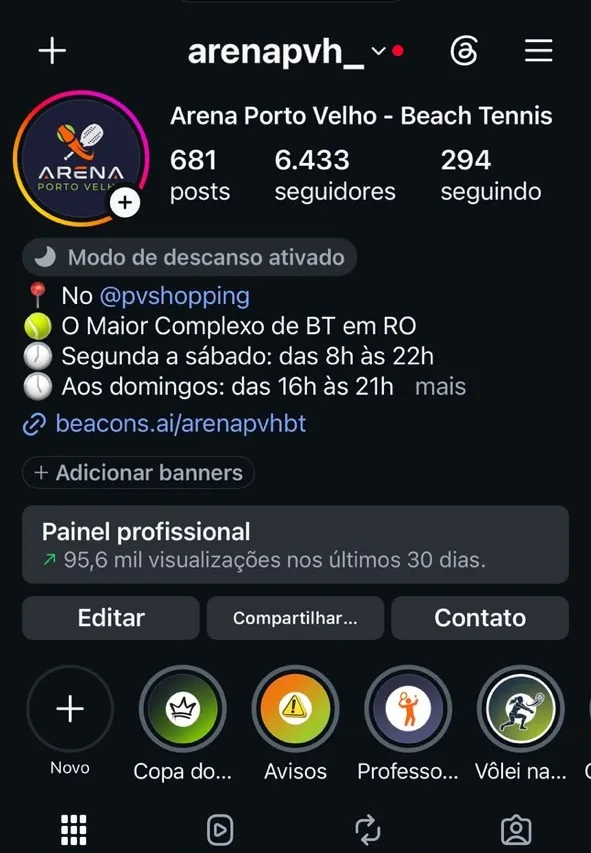 arenapvh_
Arena Porto Velho - Beach Tennis
681 6.433 294
posts seguidores seguindo
ARENA
PORTO VELH
Modo de descanso ativado
No @pvshopping
O Maior Complexo de BT em RO
Segunda a sábado: das 8h às 22h
Aos domingos: das 16h às 21h mais
beacons.ai/arenapvhbt
+ Adicionar banners
Painel profissional
95,6 mil visualizações nos últimos 30 dias.
Editar Compartilhar... Contato
Novo Copa do... Avisos Professo... Vôlei na... C